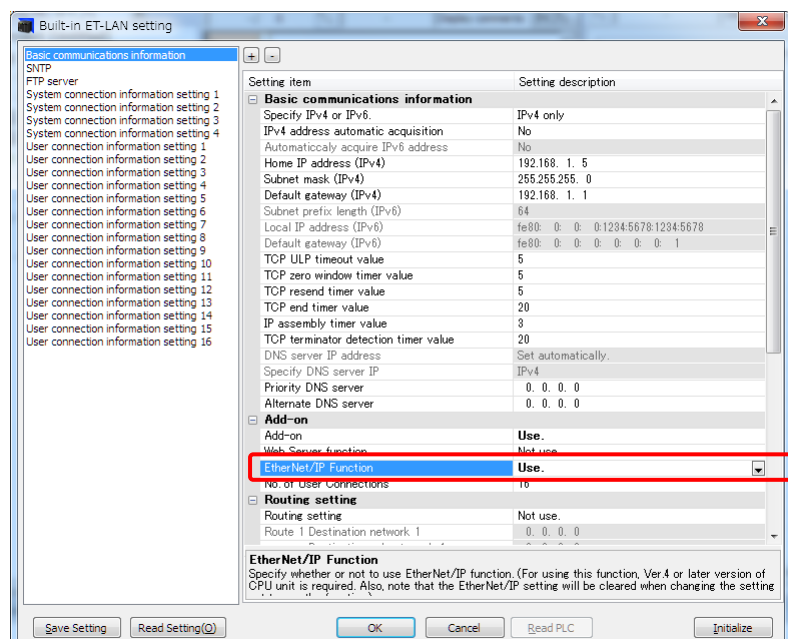 Built-in ET-LAN setting
Basic communications information
SNTP
FTP server
System connection information setting 1
System connection information setting 2
System connection information setting 3
System connection information setting 4
User connection information setting 1
User connection information setting 2
User connection information setting 3
User connection information setting 4
User connection information setting 5
User connection information setting 6
User connection information setting 7
User connection information setting 8
User connection information setting 9
User connection information setting 10
User connection information setting 11
User connection information setting 12
User connection information setting 13
User connection information setting 14
User connection information setting 15
User connection information setting 16
+ -
Setting item Setting description
Basic communications information
Specify IPv4 or IPv6. IPv4 only
IPv4 address automatic acquisition No
Automaticcaly acquire IPv6 address No
Home IP address (IPv4) 192.168. 1. 5
Subnet mask (IPv4) 255.255.255. 0
Default gateway (IPv4) 192.168. 1. 1
Subnet prefix length (IPv6) 64
Local IP address (IPv6) fe80: 0: 0: 0:1234:5678:1234:5678
Default gateway (IPv6) fe80: 0: 0: 0: 0: 0: 0: 1
TCP ULP timeout value 5
TCP zero window timer value 5
TCP resend timer value 5
TCP end timer value 20
IP assembly timer value 3
TCP terminator detection timer value 20
DNS server IP address Set automatically.
Specify DNS server IP IPv4
Priority DNS server 0. 0. 0. 0
Alternate DNS server 0. 0. 0. 0
Add-on
Add-on Use.
Web Server function Not use.
EtherNet/IP Function Use.
No. of User Connections 16
Routing setting
Routing setting Not use.
Route 1 Destination network 1 0. 0. 0. 0
EtherNet/IP Function
Specify whether or not to use EtherNet/IP function. (For using this function, Ver.4 or later version of
CPU unit is required. Also, note that the EtherNet/IP setting will be cleared when changing the setting
Save Setting Read Setting(O) OK Cancel Read PLC Initialize